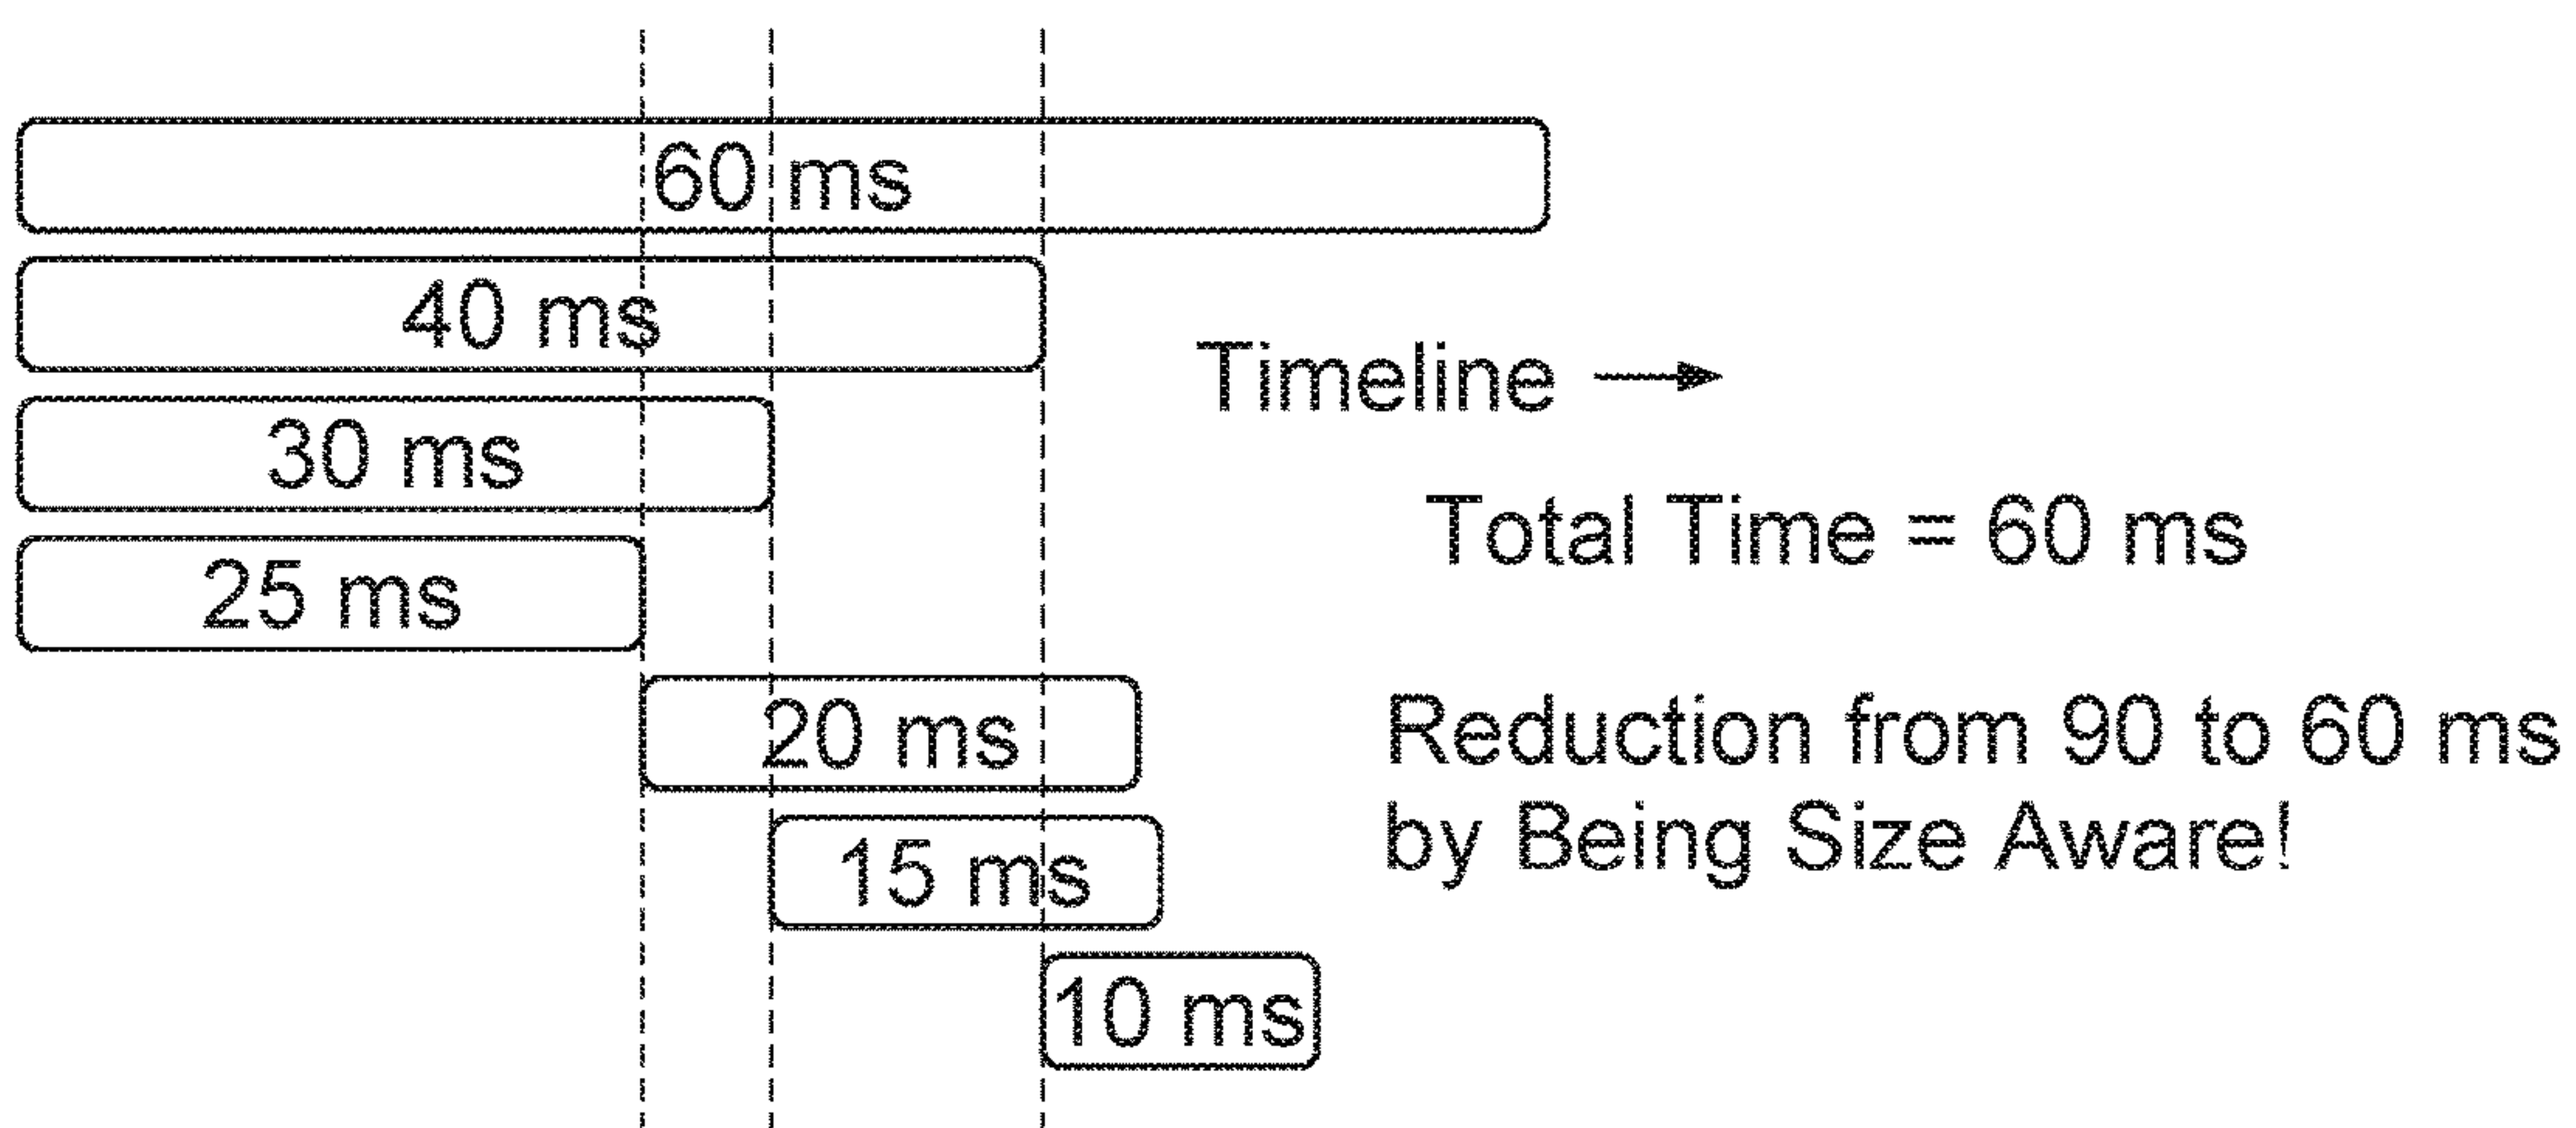 60 ms
40 ms
Timeline
30 ms
Total Time = 60 ms
25 ms
20 ms
Reduction from 90 to 60 ms
by Being Size Aware!
15 ms
10 ms